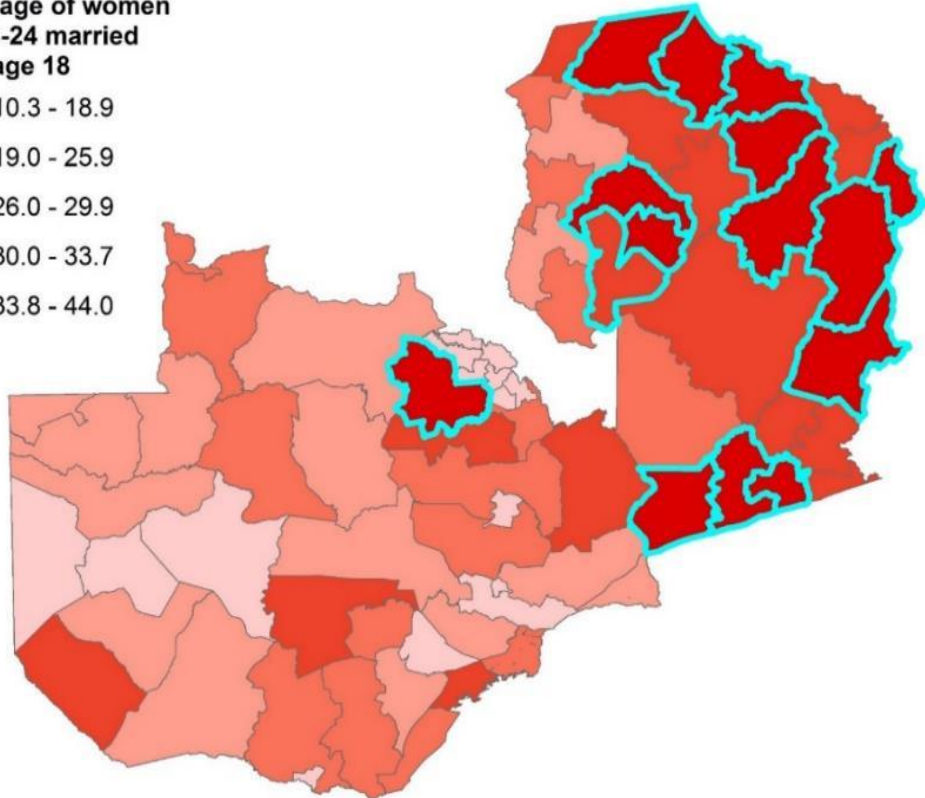 age of women
-24 married
age 18
10.3 - 18.9
19.0 - 25.9
26.0 - 29.9
30.0 - 33.7
33.8 - 44.0